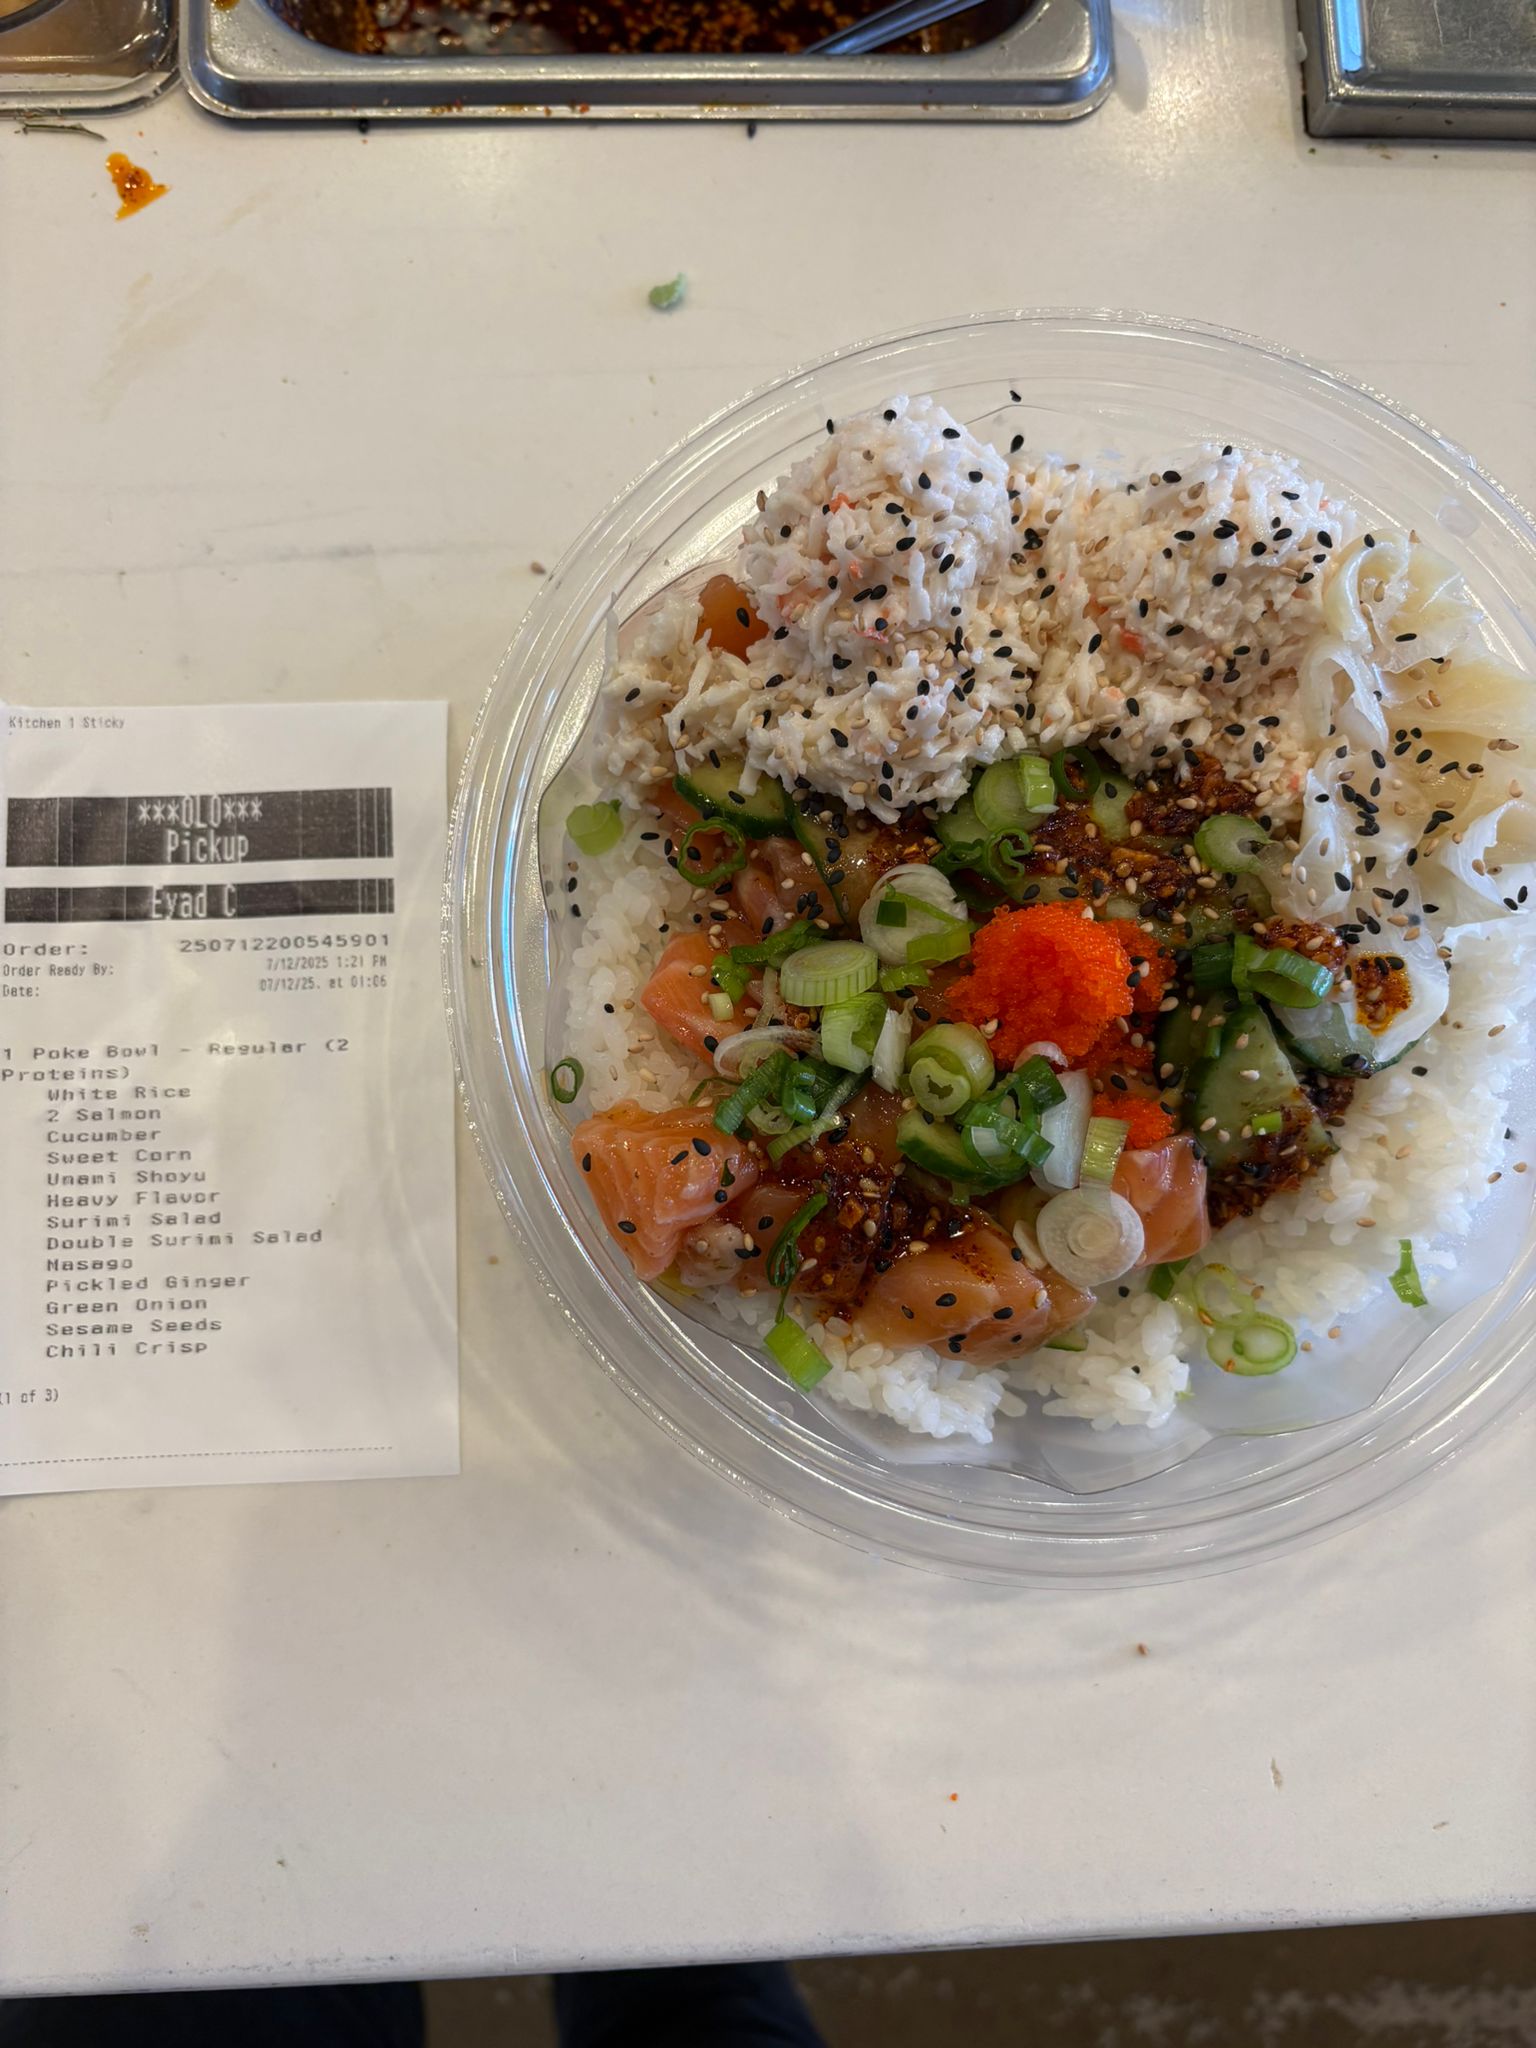 Kitchen 1 Sticky
***OLO***
Pickup
Eyad C
Order: 250712200545901
Order Ready By: 7/12/2025 1:21 PM
Date: 07/12/25. at 01:06
1 Poke Bowl - Regular (2
Proteins)
White Rice
2 Salmon
Cucumber
Sweet Corn
Umami Shoyu
Heavy Flavor
Surimi Salad
Double Surimi Salad
Masago
Pickled Ginger
Green Onion
Sesame Seeds
Chili Crisp
(1 of 3)